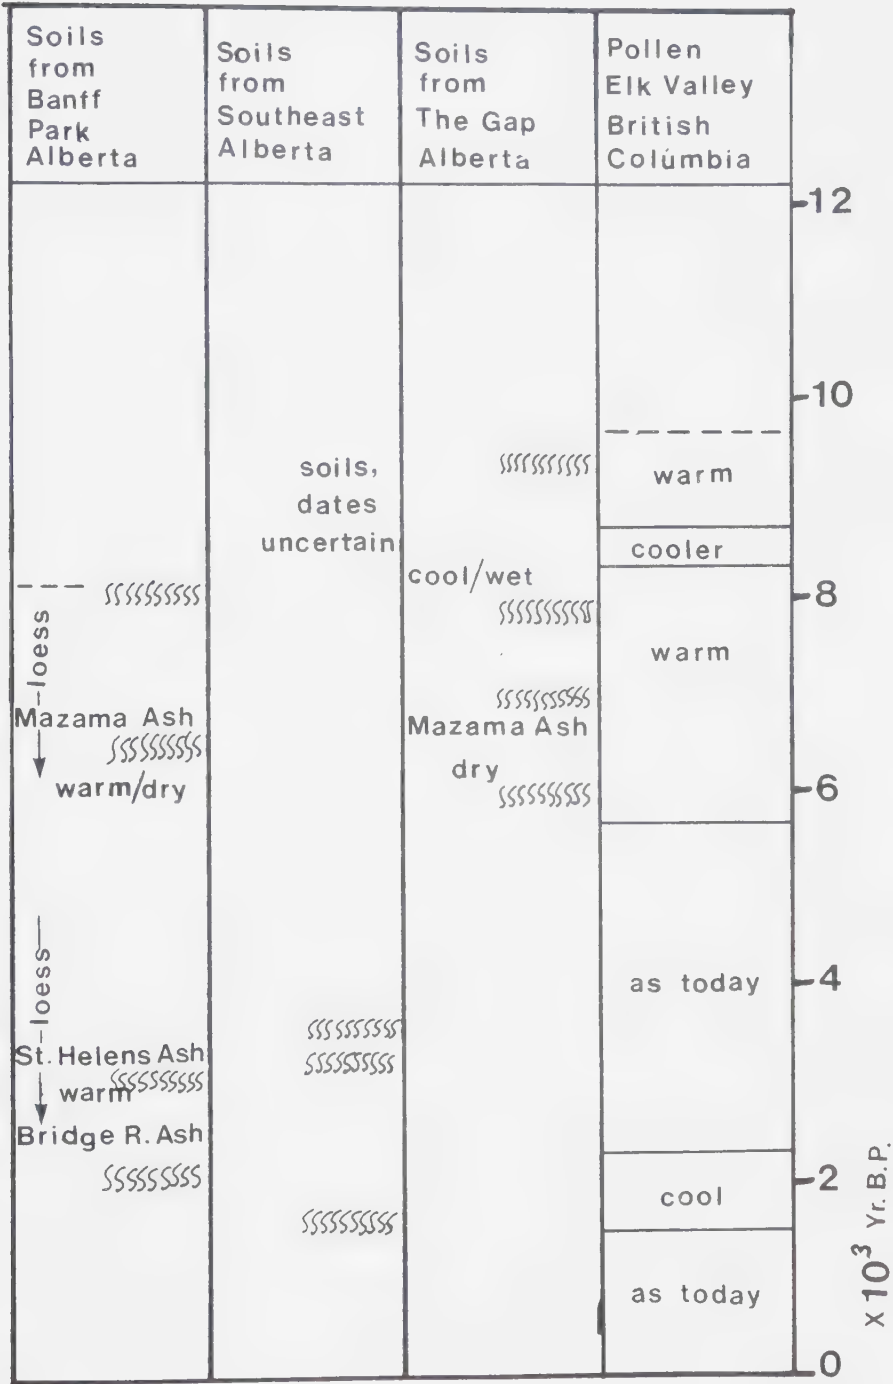 Soils
from
Banff
Park
Alberta
Soils
from
Southeast
Alberta
Soils
from
The Gap
Alberta
Pollen
Elk Valley
British
Colúmbia
loess
Mazama Ash
warm/dry
loess
St. Helens Ash
warm
Bridge R. Ash
soils,
dates
uncertain
cool/wet
Mazama Ash
dry
warm
cooler
warm
as today
cool
as today
12
10
8
6
4
2
0
x 10³ Yr. B.P.